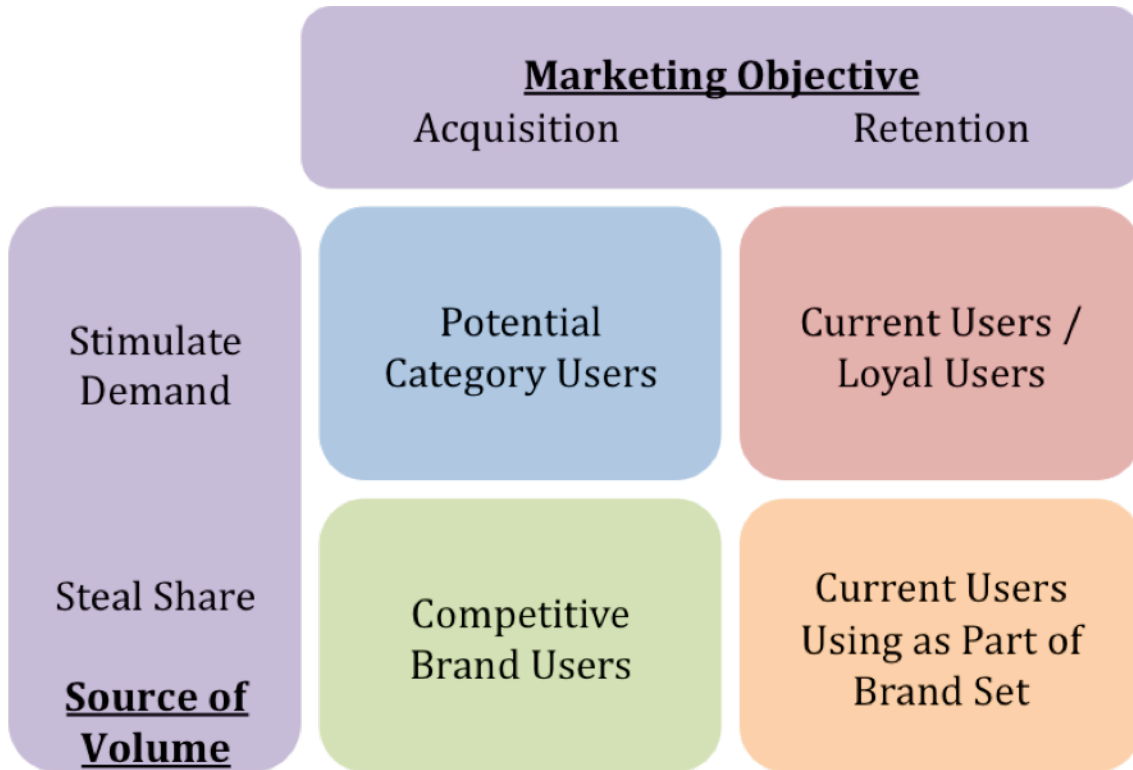 Marketing Objective
Acquisition Retention
Stimulate
Demand
Potential
Category Users
Current Users /
Loyal Users
Steal Share
Source of
Volume
Competitive
Brand Users
Current Users
Using as Part of
Brand Set